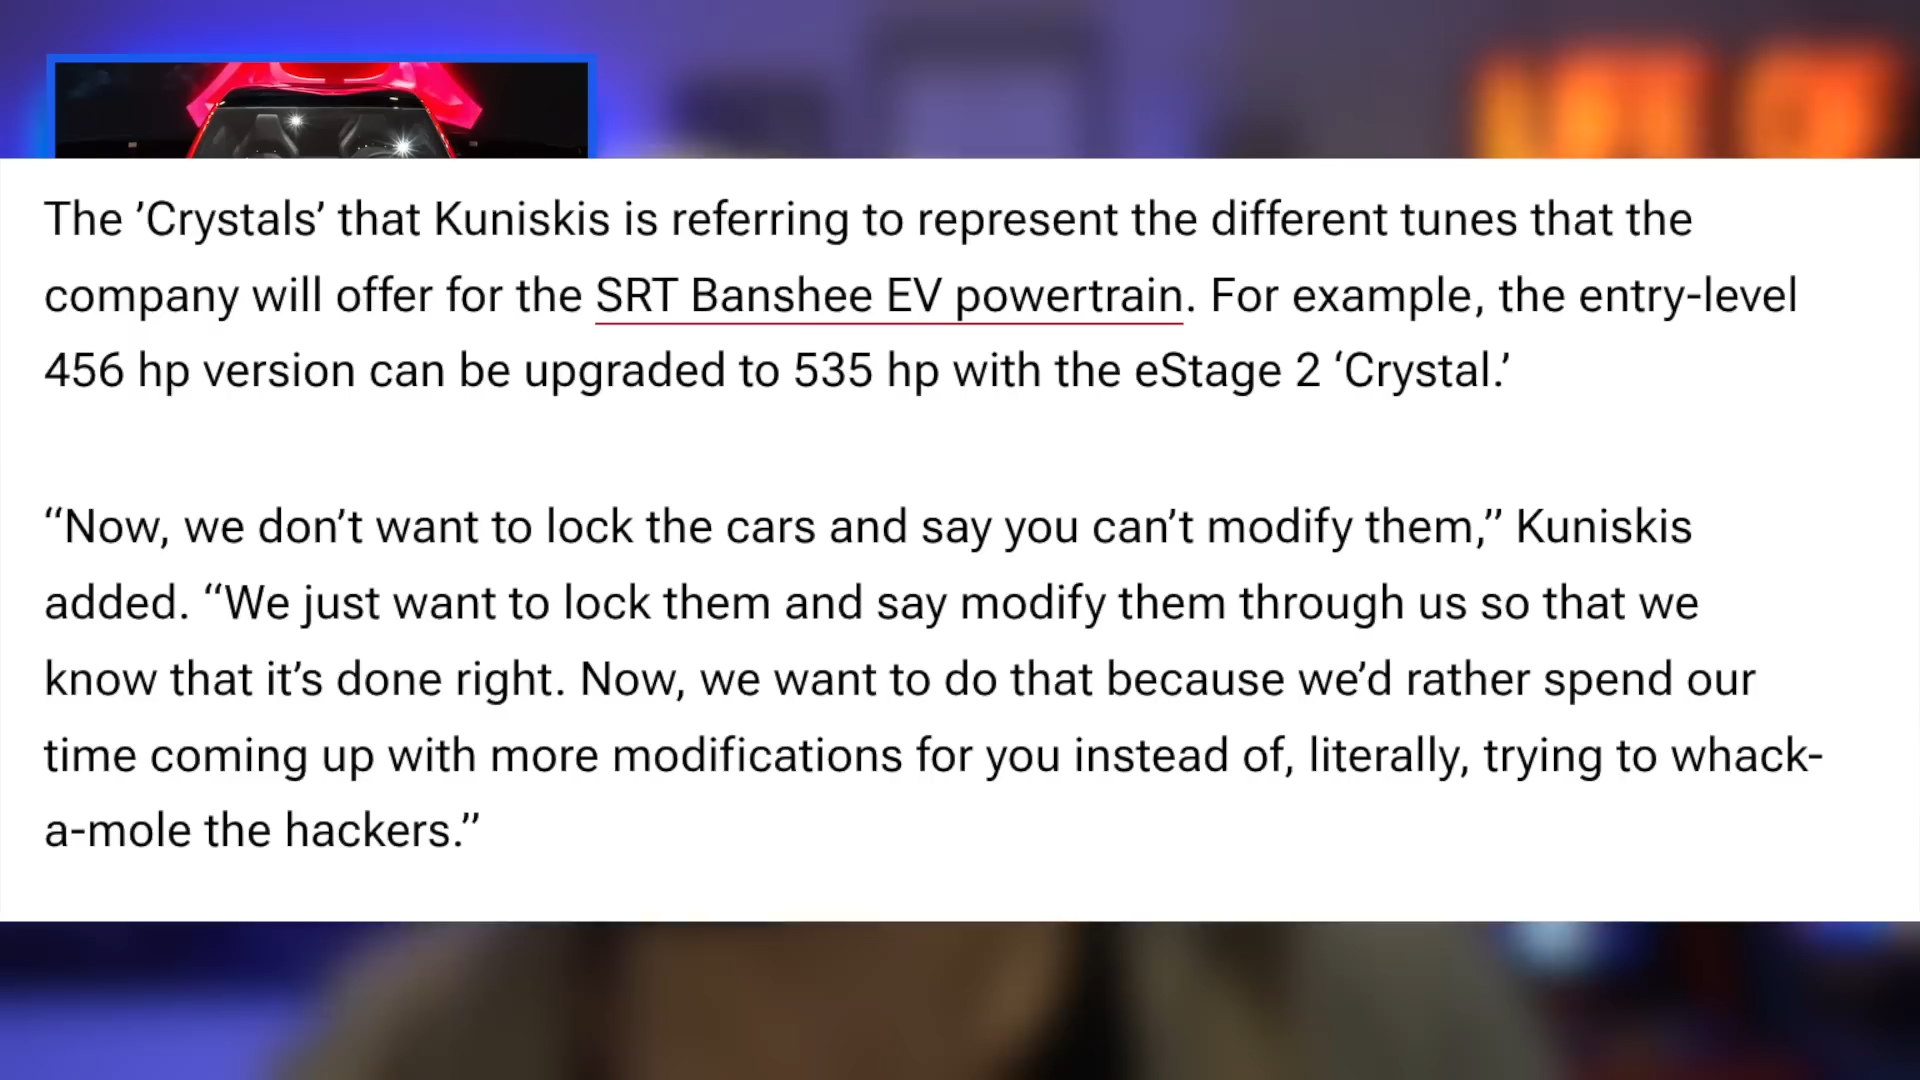 The ’Crystals’ that Kuniskis is referring to represent the different tunes that the
company will offer for the SRT Banshee EV powertrain. For example, the entry-level
456 hp version can be upgraded to 535 hp with the eStage 2 ‘Crystal.’
“Now, we don’t want to lock the cars and say you can’t modify them,” Kuniskis
added. “We just want to lock them and say modify them through us so that we
know that it’s done right. Now, we want to do that because we’d rather spend our
time coming up with more modifications for you instead of, literally, trying to whack-
a-mole the hackers.”